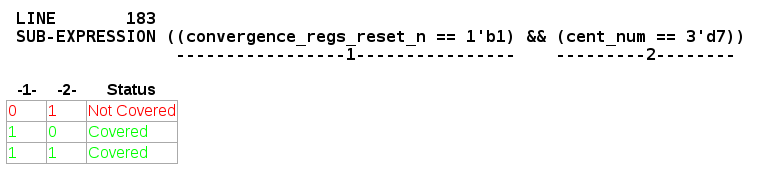 LINE 183
SUB-EXPRESSION ((convergence_regs_reset_n == 1'b1) && (cent_num == 3'd7))
-----------------1---------------- ---------2--------
-1- -2- Status
0 1 Not Covered
1 0 Covered
1 1 Covered